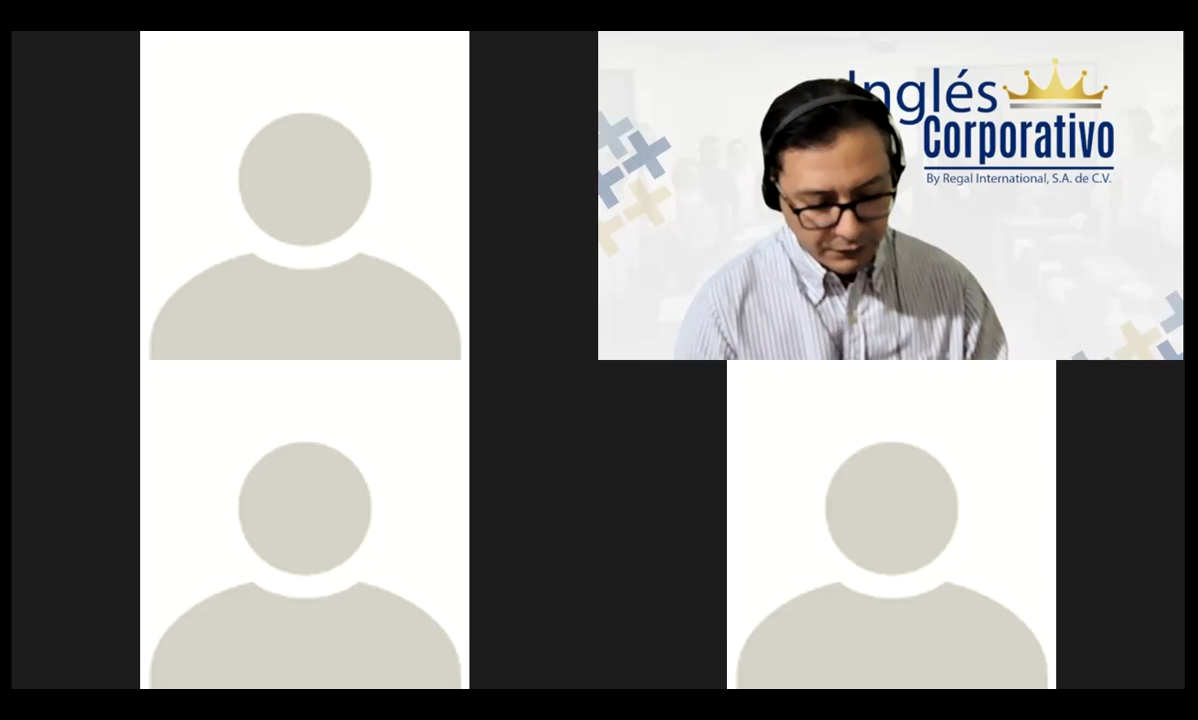 Inglés
Corporativo
By Regal International, S.A. de C.V.